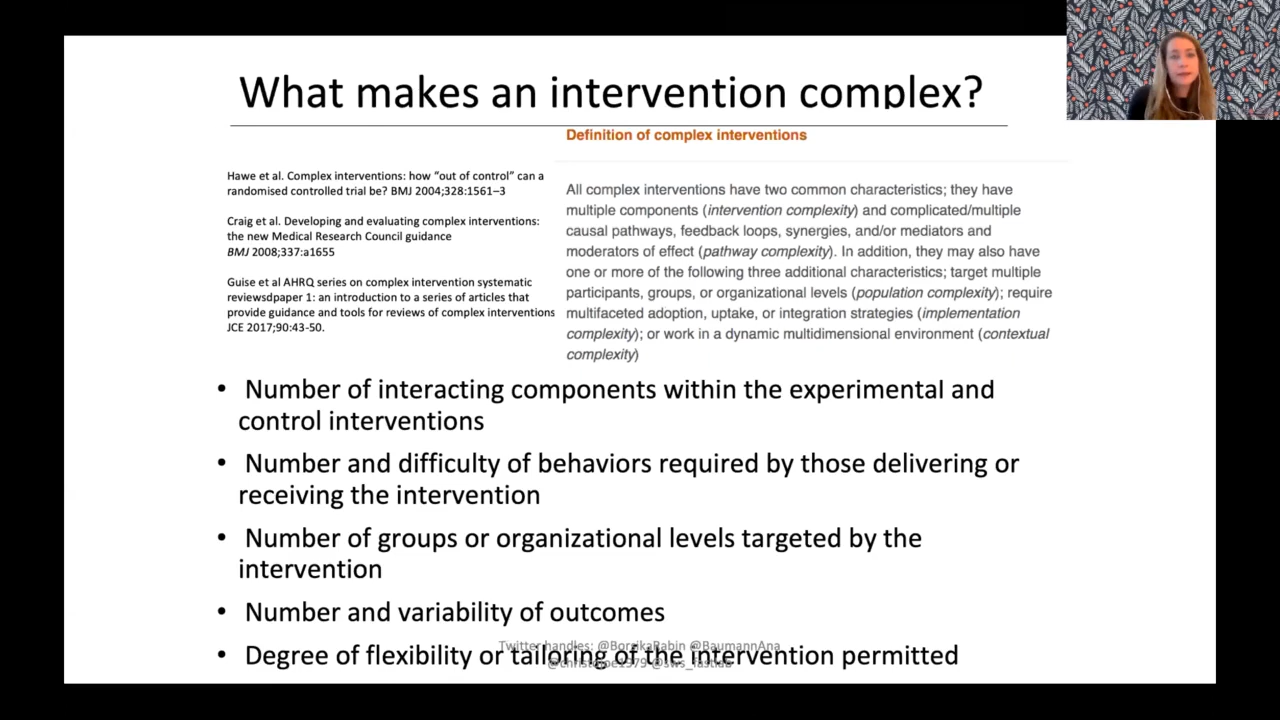 What makes an intervention complex?
Hawe et al. Complex interventions: how “out of control” can a
randomised controlled trial be? BMJ 2004;328:1561–3
Craig et al. Developing and evaluating complex interventions:
the new Medical Research Council guidance
BMJ 2008;337:a1655
Guise et al AHRQ series on complex intervention systematic
reviewsdpaper 1: an introduction to a series of articles that
provide guidance and tools for reviews of complex interventions
JCE 2017;90:43-50.
Definition of complex interventions
All complex interventions have two common characteristics; they have
multiple components (intervention complexity) and complicated/multiple
causal pathways, feedback loops, synergies, and/or mediators and
moderators of effect (pathway complexity). In addition, they may also have
one or more of the following three additional characteristics; target multiple
participants, groups, or organizational levels (population complexity); require
multifaceted adoption, uptake, or integration strategies (implementation
complexity); or work in a dynamic multidimensional environment (contextual
complexity)
• Number of interacting components within the experimental and
control interventions
• Number and difficulty of behaviors required by those delivering or
receiving the intervention
• Number of groups or organizational levels targeted by the
intervention
• Number and variability of outcomes
• Degree of flexibility or tailoring of the intervention permitted
Twitter handles: @BorsikaRabin @BaumannAna